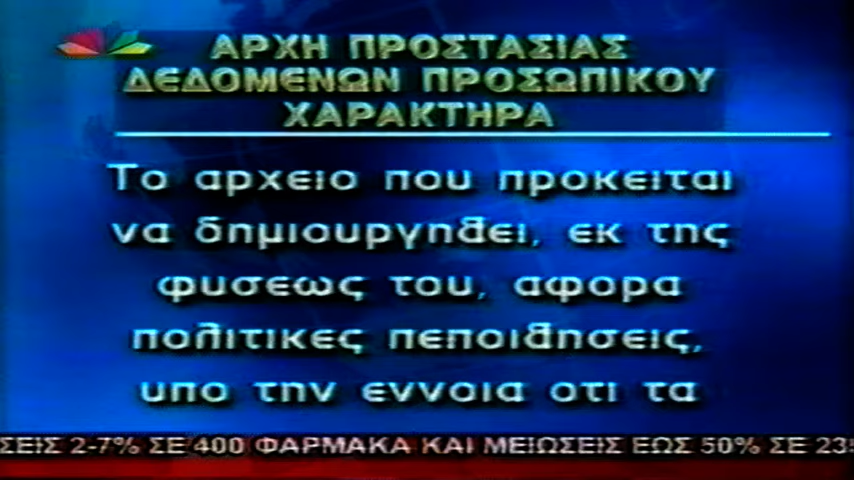 ΑΡΧΗ ΠΡΟΣΤΑΣΙΑΣ
ΔΕΔΟΜΕΝΩΝ ΠΡΟΣΩΠΙΚΟΥ
ΧΑΡΑΚΤΗΡΑ
Το αρχειο που προκειται
να δημιουργηθει, εκ της
φυσεως του, αφορα
πολιτικες πεποιθησεις,
υπο την εννοια οτι τα
ΣΕΙΣ 2-7% ΣΕ 400 ΦΑΡΜΑΚΑ ΚΑΙ ΜΕΙΩΣΕΙΣ ΕΩΣ 50% ΣΕ 235